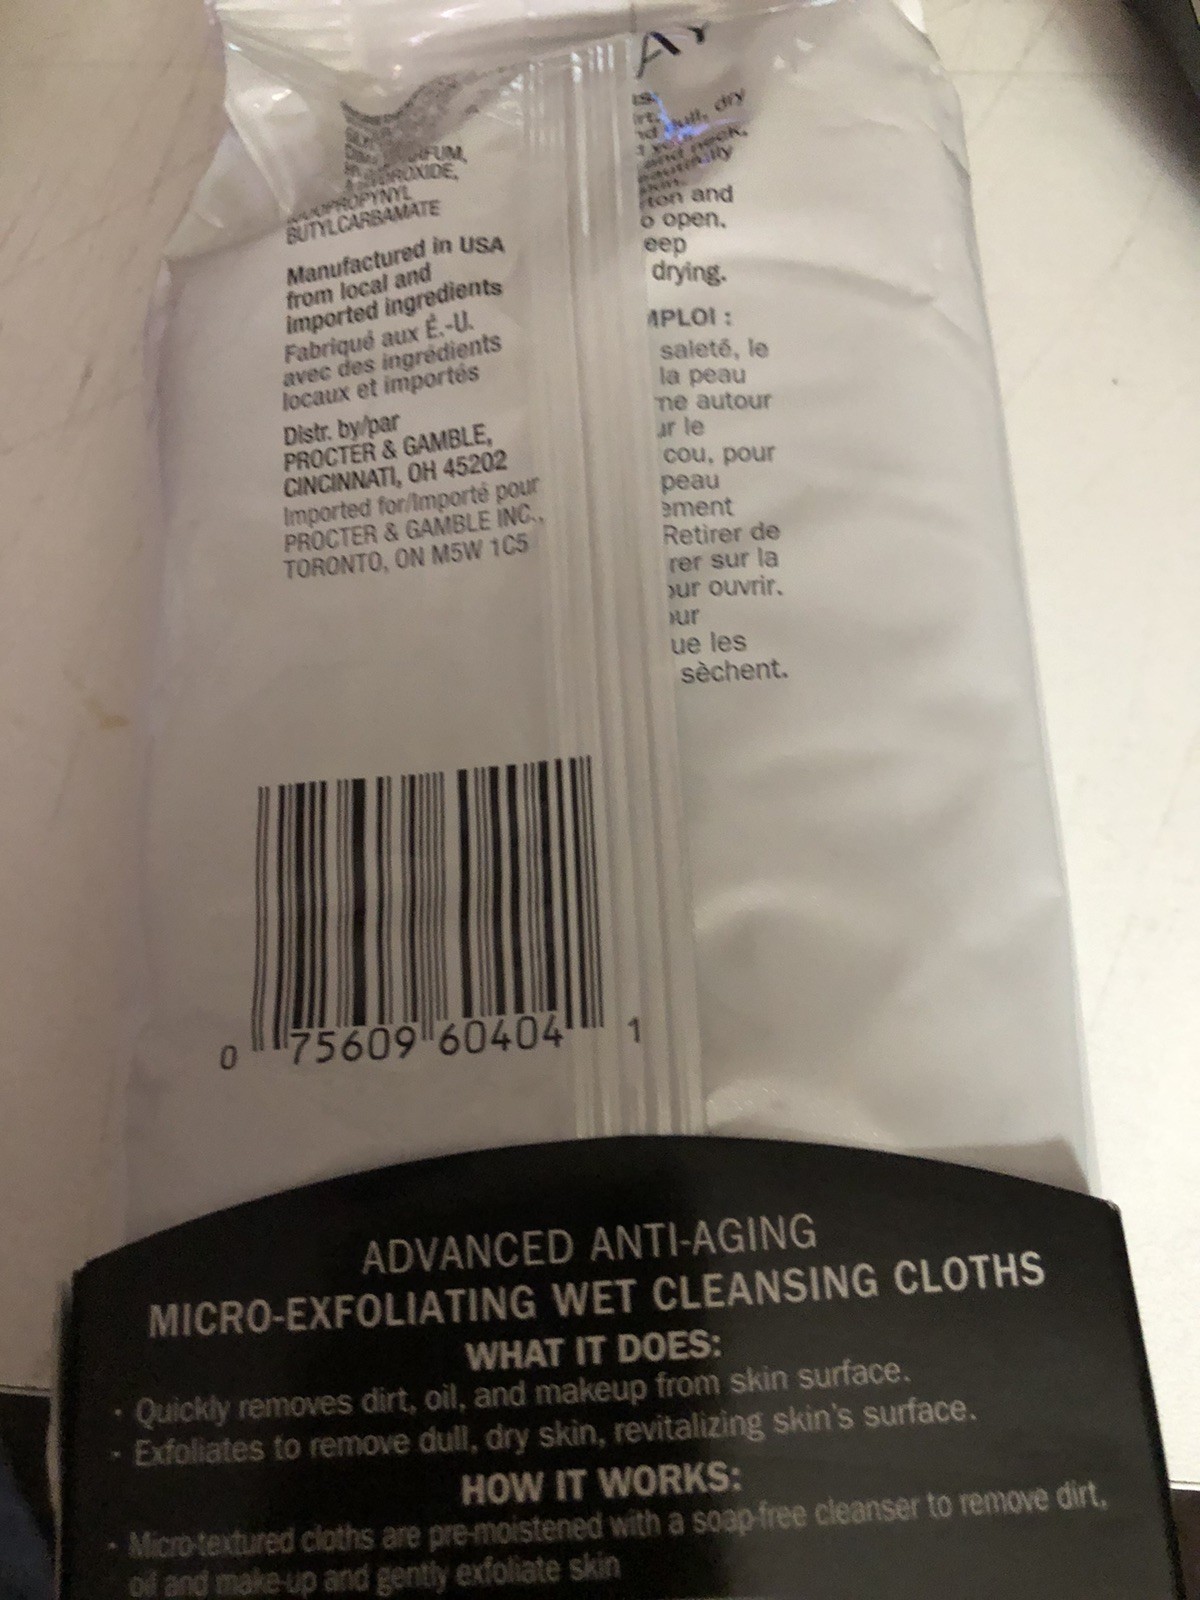 AY
dull, dry
ton and
o open.
eep
drying.
MPLOI :
saleté, le
la peau
ne autour
ur le
cou, pour
peau
ement
Retirer de
rer sur la
our ouvrir.
our
ue les
sèchent.
RFUM,
DROXIDE,
BUTYLCARBAMATE
Manufactured in USA
from local and
imported ingredients
Fabriqué aux É.-U.
avec des ingrédients
locaux et importés
Distr. by/par
PROCTER & GAMBLE,
CINCINNATI, OH 45202
Imported for/Importé pour
PROCTER & GAMBLE INC.,
TORONTO, ON M5W 1C5
0 75609 60404 1
ADVANCED ANTI-AGING
MICRO-EXFOLIATING WET CLEANSING CLOTHS
WHAT IT DOES:
· Quickly removes dirt, oil, and makeup from skin surface.
· Exfoliates to remove dull, dry skin, revitalizing skin's surface.
HOW IT WORKS:
· Micro-textured cloths are pre-moistened with a soap-free cleanser to remove dirt,
oil and make-up and gently exfoliate skin